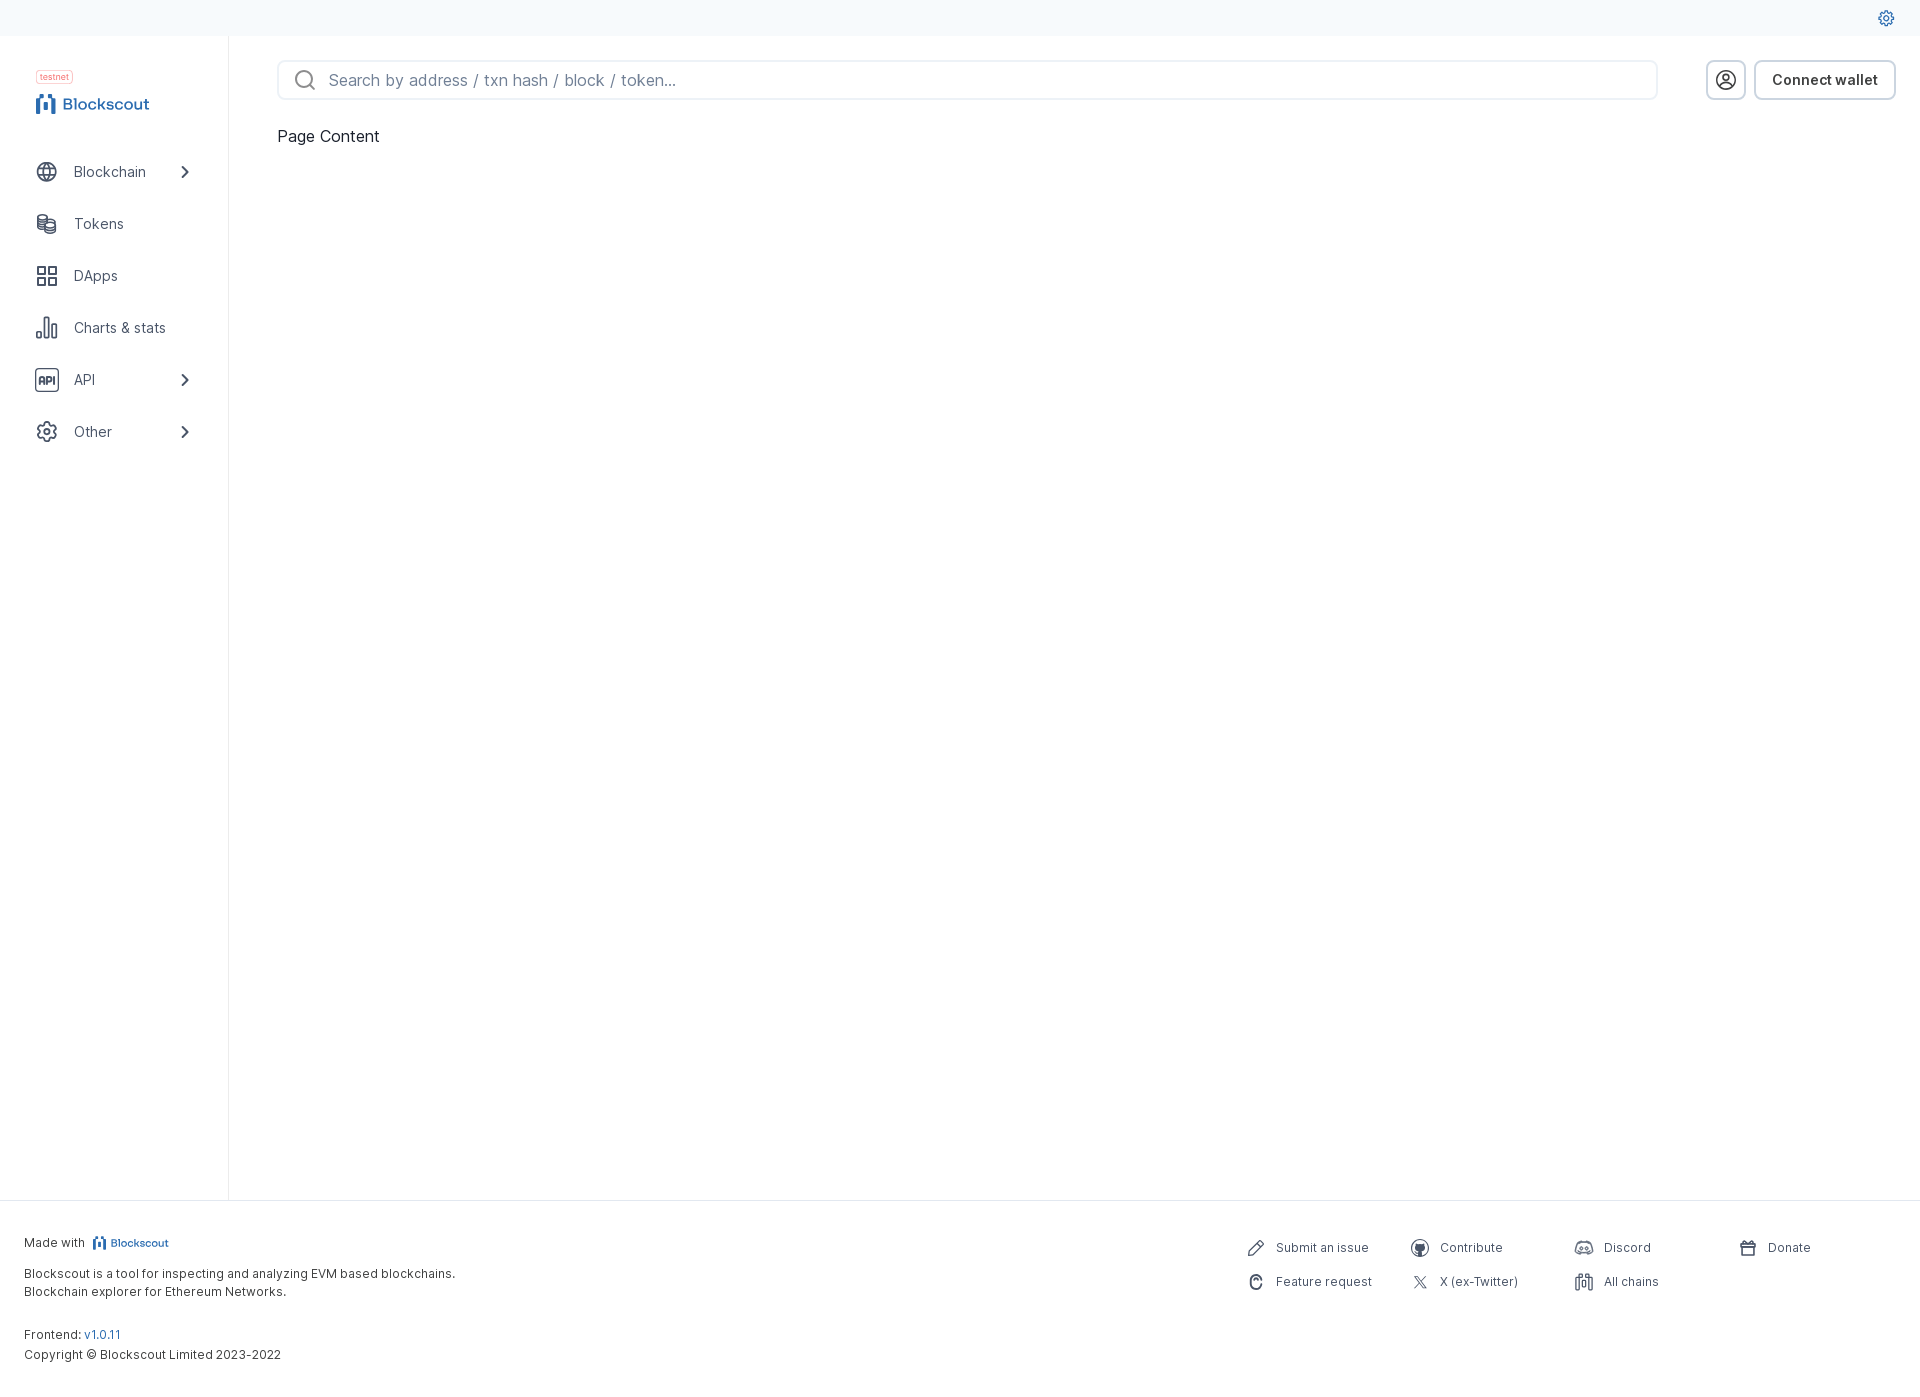 testnet
Blockscout
Search by address / txn hash / block / token...
Connect wallet
Page Content
Blockchain
Tokens
DApps
Charts & stats
API
API
Other
Made with Blockscout
Blockscout is a tool for inspecting and analyzing EVM based blockchains.
Blockchain explorer for Ethereum Networks.
Frontend: v1.0.11
Copyright © Blockscout Limited 2023-2022
Submit an issue
Contribute
Discord
Donate
Feature request
X (ex-Twitter)
All chains